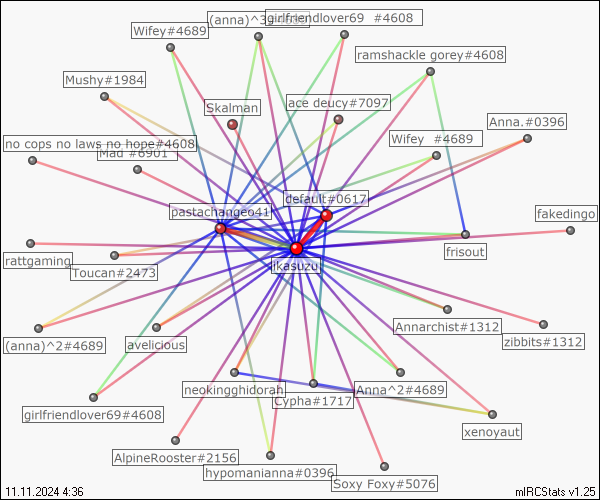 (anna)^3#4689
girlfriendlover69 #4608
Wifey#4689
ramshackle gorey#4608
Mushy#1984
Skalman
ace deucy#7097
Anna.#0396
no cops no laws no hope#4608
Mad #6901
Wifey #4689
default#0617
pastachangeo41
fakedingo
frisout
rattgaming
jkasuzu
Toucan#2473
Annarchist#1312
zibbits#1312
(anna)^2#4689
avelicious
neokingghidorah
Anna^2#4689
Cypha#1717
girlfriendlover69#4608
xenoyaut
AlpineRooster#2156
hypomanianna#0396
Soxy Foxy#5076
11.11.2024 4:36
mIRCStats v1.25